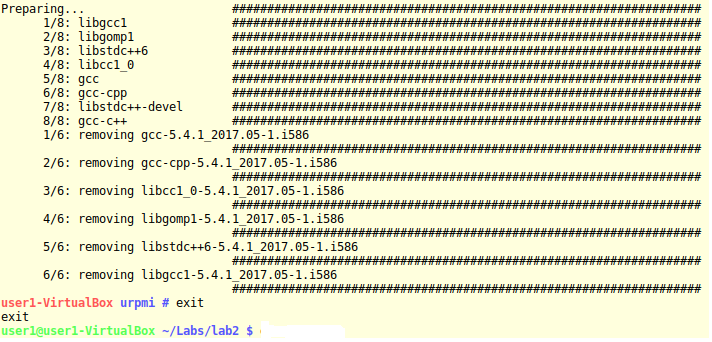 Preparing... ##################################################################
1/8: libgcc1 ##################################################################
2/8: libgomp1 ##################################################################
3/8: libstdc++6 ##################################################################
4/8: libcc1_0 ##################################################################
5/8: gcc ##################################################################
6/8: gcc-cpp ##################################################################
7/8: libstdc++-devel ##################################################################
8/8: gcc-c++ ##################################################################
1/6: removing gcc-5.4.1_2017.05-1.i586
##################################################################
2/6: removing gcc-cpp-5.4.1_2017.05-1.i586
##################################################################
3/6: removing libcc1_0-5.4.1_2017.05-1.i586
##################################################################
4/6: removing libgomp1-5.4.1_2017.05-1.i586
##################################################################
5/6: removing libstdc++6-5.4.1_2017.05-1.i586
##################################################################
6/6: removing libgcc1-5.4.1_2017.05-1.i586
##################################################################
user1-VirtualBox urpmi # exit
exit
user1@user1-VirtualBox ~/Labs/lab2 $